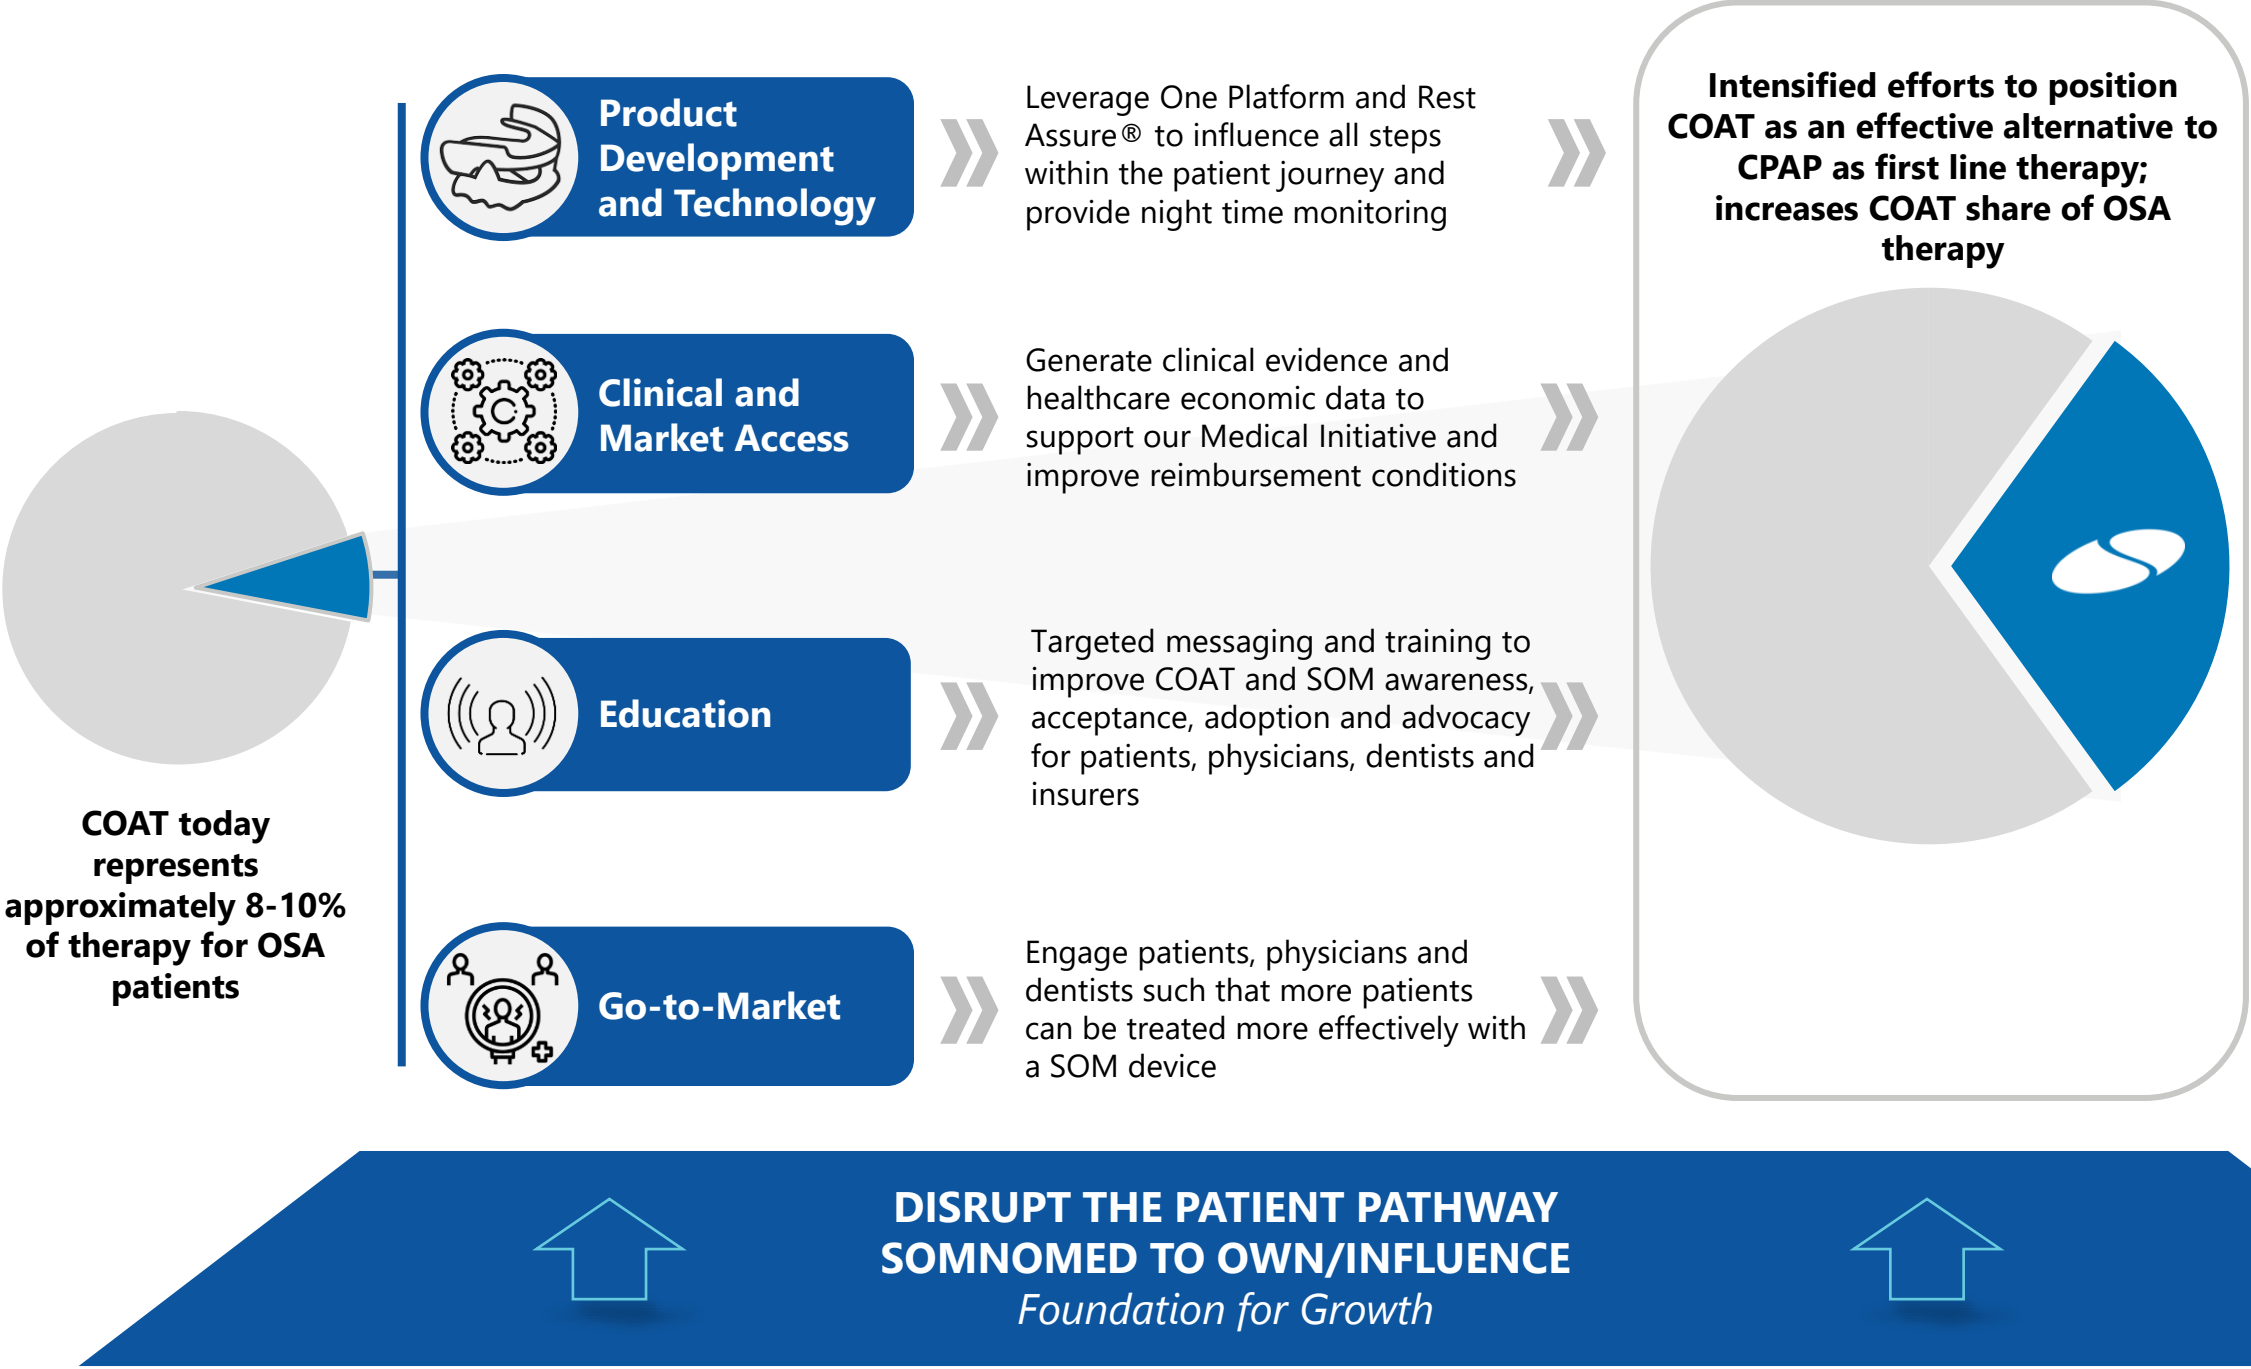 COAT today
represents
approximately 8-10%
of therapy for OSA
patients
Product
Development
and Technology
Leverage One Platform and Rest
Assure® to influence all steps
within the patient journey and
provide night time monitoring
Clinical and
Market Access
Generate clinical evidence and
healthcare economic data to
support our Medical Initiative and
improve reimbursement conditions
Education
Targeted messaging and training to
improve COAT and SOM awareness,
acceptance, adoption and advocacy
for patients, physicians, dentists and
insurers
Go-to-Market
Engage patients, physicians and
dentists such that more patients
can be treated more effectively with
a SOM device
Intensified efforts to position
COAT as an effective alternative to
CPAP as first line therapy;
increases COAT share of OSA
therapy
DISRUPT THE PATIENT PATHWAY
SOMNOMED TO OWN/INFLUENCE
Foundation for Growth